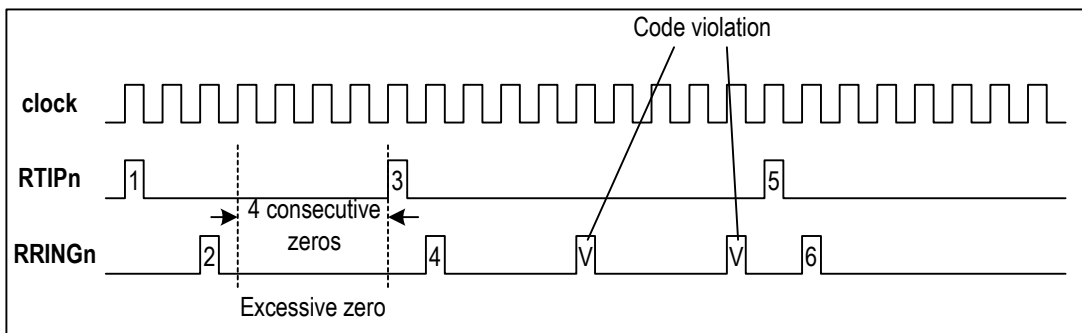 Code violation
clock
RTIPn
1
3
5
4 consecutive
zeros
RRINGn
2
4
V
V
6
Excessive zero